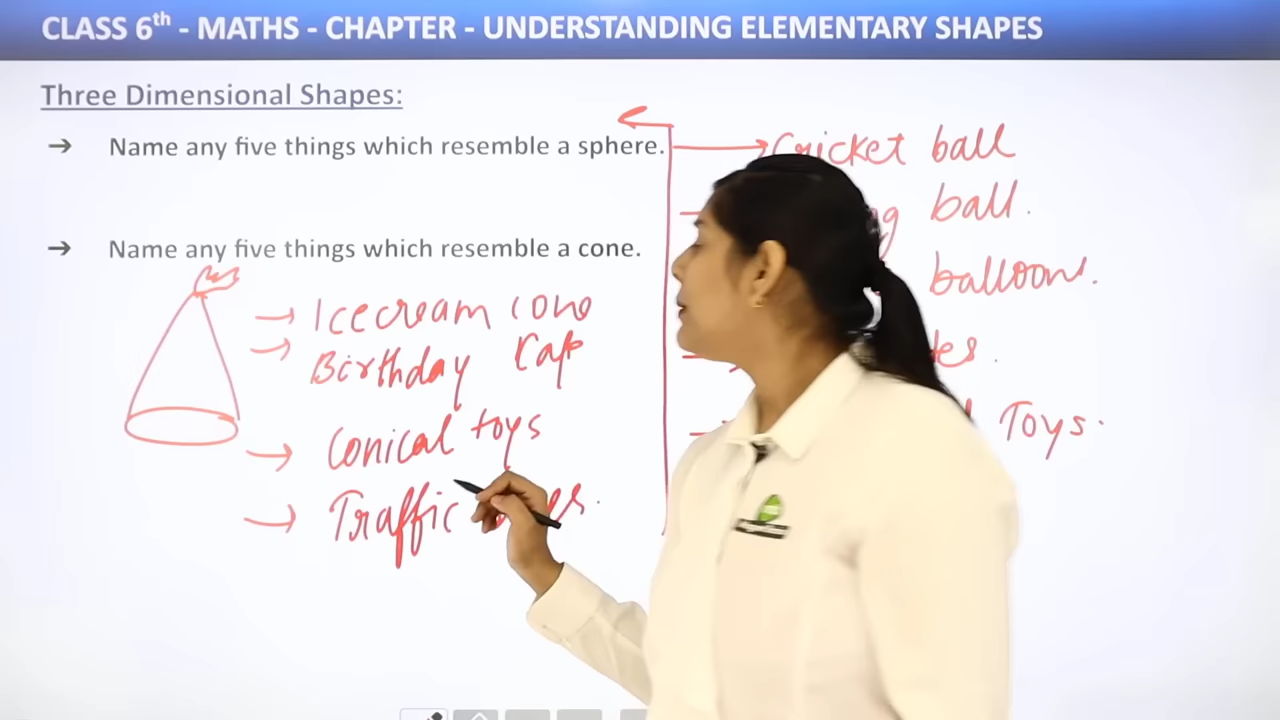 CLASS 6th - MATHS - CHAPTER - UNDERSTANDING ELEMENTARY SHAPES
Three Dimensional Shapes:
→ Name any five things which resemble a sphere. → Cricket ball
ball.
balloons.
Toys.
→ Name any five things which resemble a cone.
→ Icecream cone
→ Birthday Cap
→ Conical toys
→ Traffic